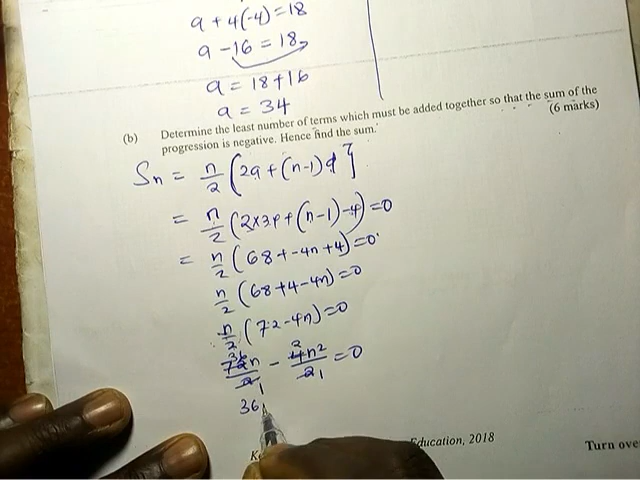 a + 4(-4) = 18
a - 16 = 18
a = 18 + 16
a = 34
(b) Determine the least number of terms which must be added together so that the sum of the
progression is negative. Hence find the sum. (6 marks)
Sn = n/2 (2a + (n-1)d]
= n/2 (2x34 + (n-1)-4) = 0
= n/2 (68 + -4n + 4) = 0
n/2 (68 + 4 - 4n) = 0
n/2 (72 - 4n) = 0
72n/2 - 4n²/2 = 0
36
Education, 2018
Turn over